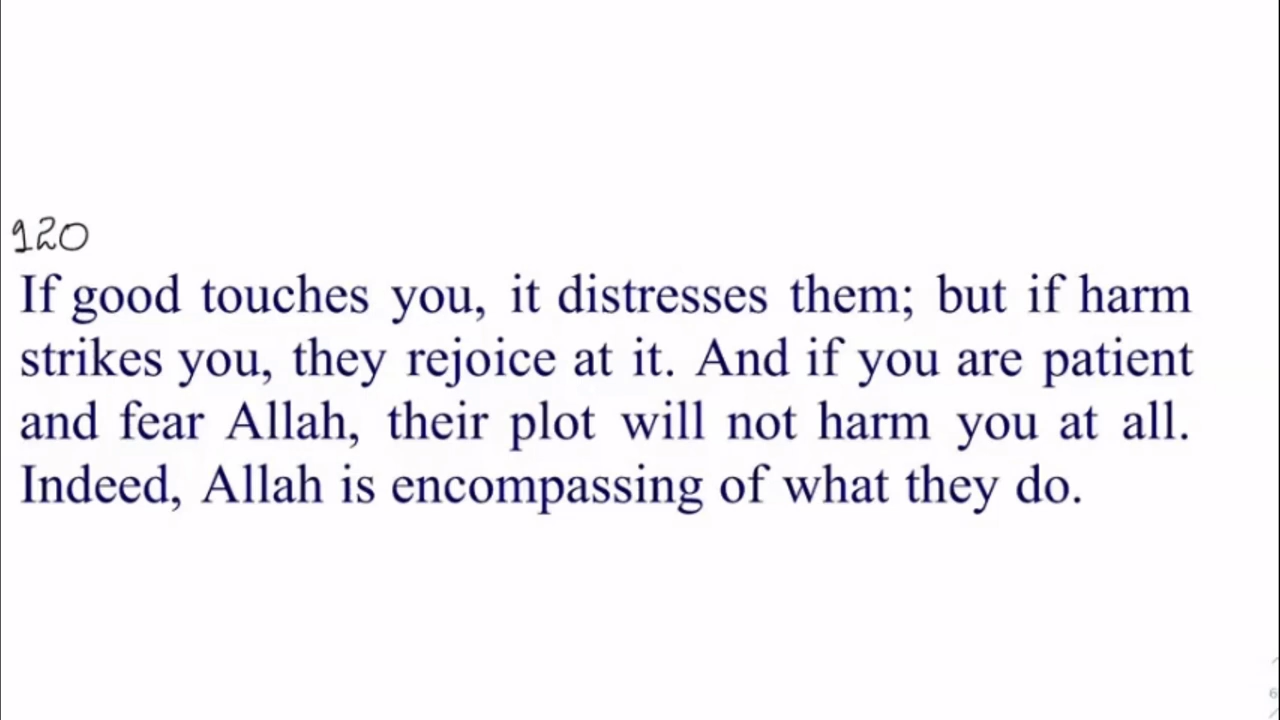 120
If good touches you, it distresses them; but if harm
strikes you, they rejoice at it. And if you are patient
and fear Allah, their plot will not harm you at all.
Indeed, Allah is encompassing of what they do.
6